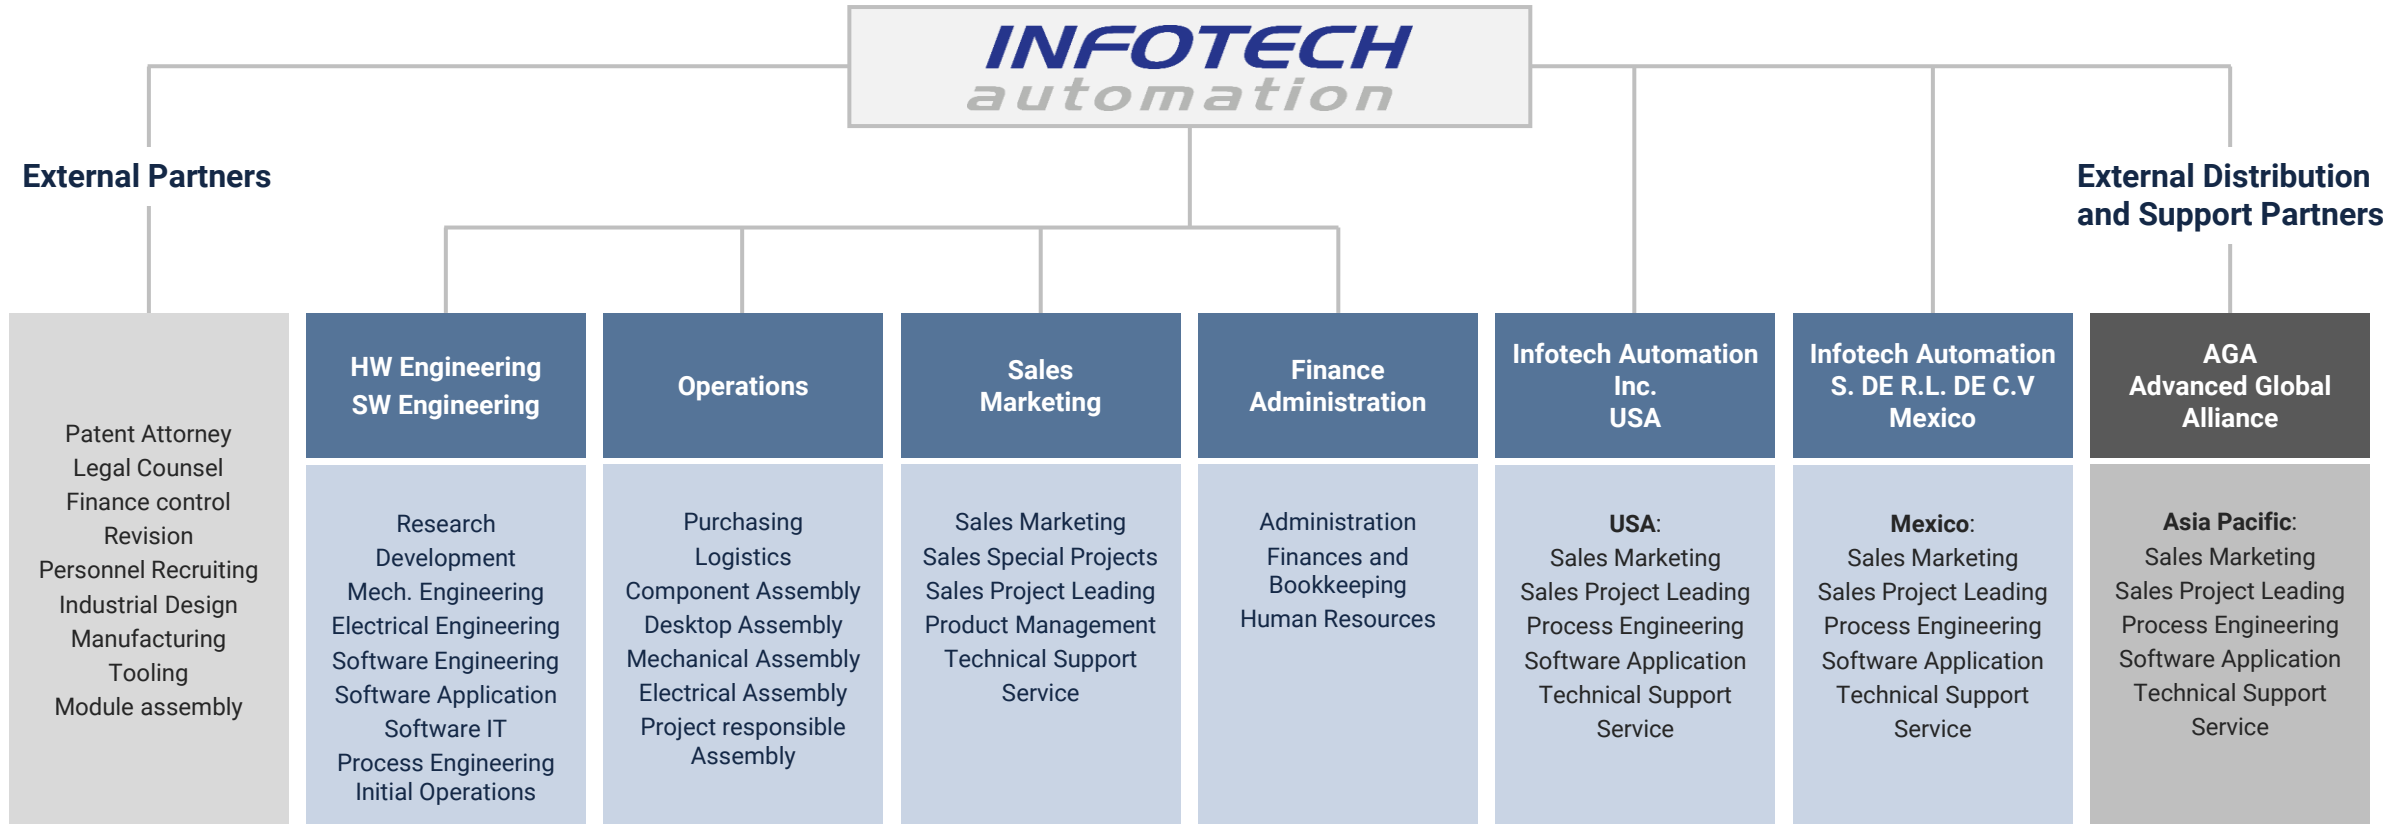 INFOTECH
automation
External Partners
External Distribution
and Support Partners
Patent Attorney
Legal Counsel
Finance control
Revision
Personnel Recruiting
Industrial Design
Manufacturing
Tooling
Module assembly
HW Engineering
SW Engineering
Research
Development
Mech. Engineering
Electrical Engineering
Software Engineering
Software Application
Software IT
Process Engineering
Initial Operations
Operations
Purchasing
Logistics
Component Assembly
Desktop Assembly
Mechanical Assembly
Electrical Assembly
Project responsible
Assembly
Sales
Marketing
Sales Marketing
Sales Special Projects
Sales Project Leading
Product Management
Technical Support
Service
Finance
Administration
Administration
Finances and
Bookkeeping
Human Resources
Infotech Automation
Inc.
USA
USA:
Sales Marketing
Sales Project Leading
Process Engineering
Software Application
Technical Support
Service
Infotech Automation
S. DE R.L. DE C.V
Mexico
Mexico:
Sales Marketing
Sales Project Leading
Process Engineering
Software Application
Technical Support
Service
AGA
Advanced Global
Alliance
Asia Pacific:
Sales Marketing
Sales Project Leading
Process Engineering
Software Application
Technical Support
Service